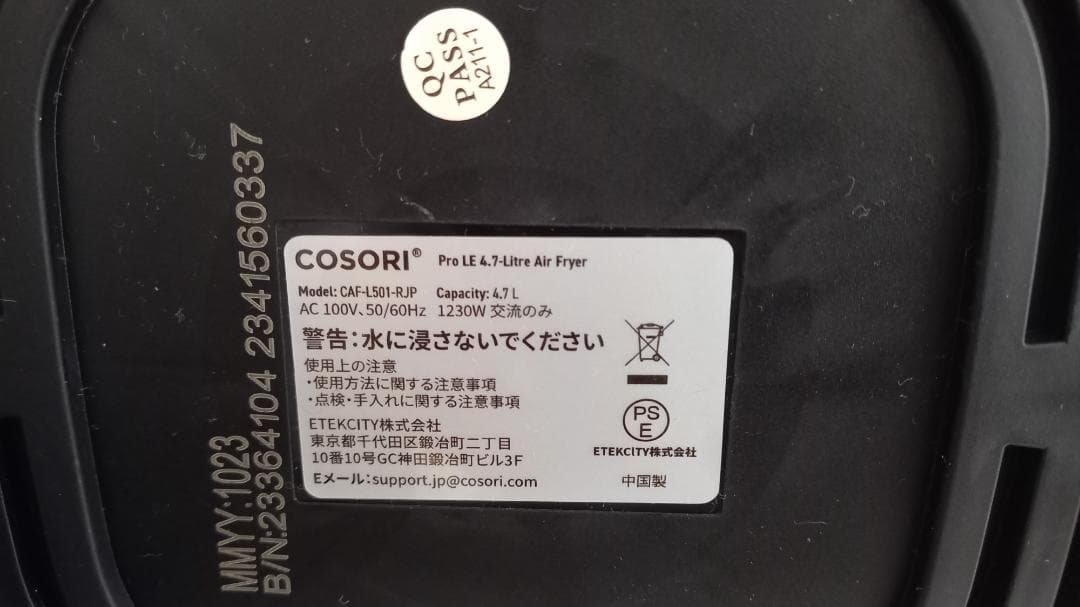 QC
PASS
A211-1
MMYY:1023
B/N:23364104 2341560337
COSORI® Pro LE 4.7-Litre Air Fryer
Model: CAF-L501-RJP Capacity: 4.7 L
AC 100V、50/60Hz 1230W 交流のみ
警告:水に浸さないでください
使用上の注意
・使用方法に関する注意事項
・点検・手入れに関する注意事項
ETEKCITY株式会社
東京都千代田区鍛冶町二丁目
10番10号GC神田鍛冶町ビル3F
Eメール:support.jp@cosori.com
PS
E
ETEKCITY株式会社
中国製